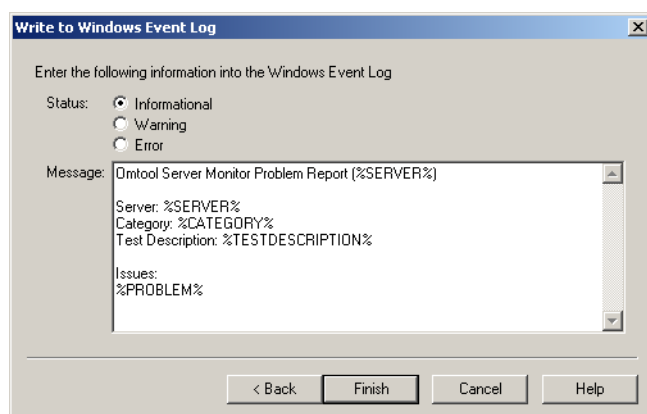 Write to Windows Event Log
Enter the following information into the Windows Event Log
Status:
Informational
Warning
Error
Message:
Omtool Server Monitor Problem Report (%SERVER%)
Server: %SERVER%
Category: %CATEGORY%
Test Description: %TESTDESCRIPTION%
Issues:
%PROBLEM%
< Back
Finish
Cancel
Help